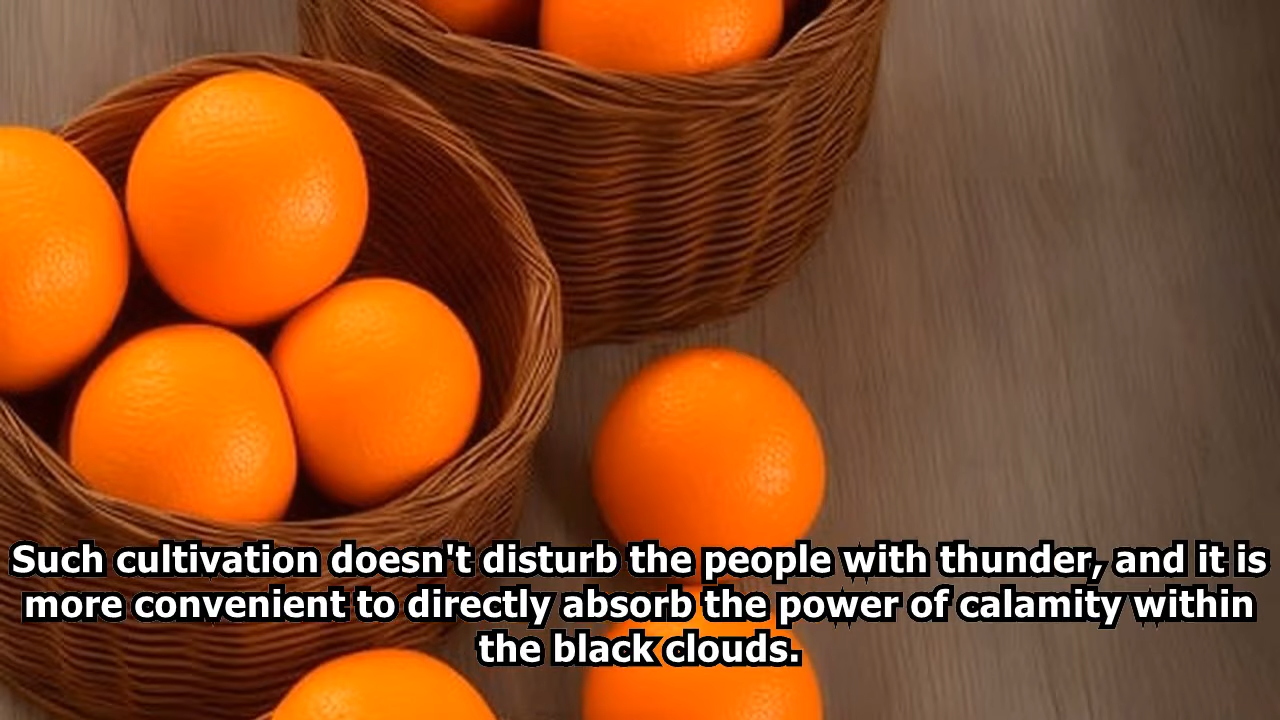 Such cultivation doesn't disturb the people with thunder, and it is
more convenient to directly absorb the power of calamity within
the black clouds.